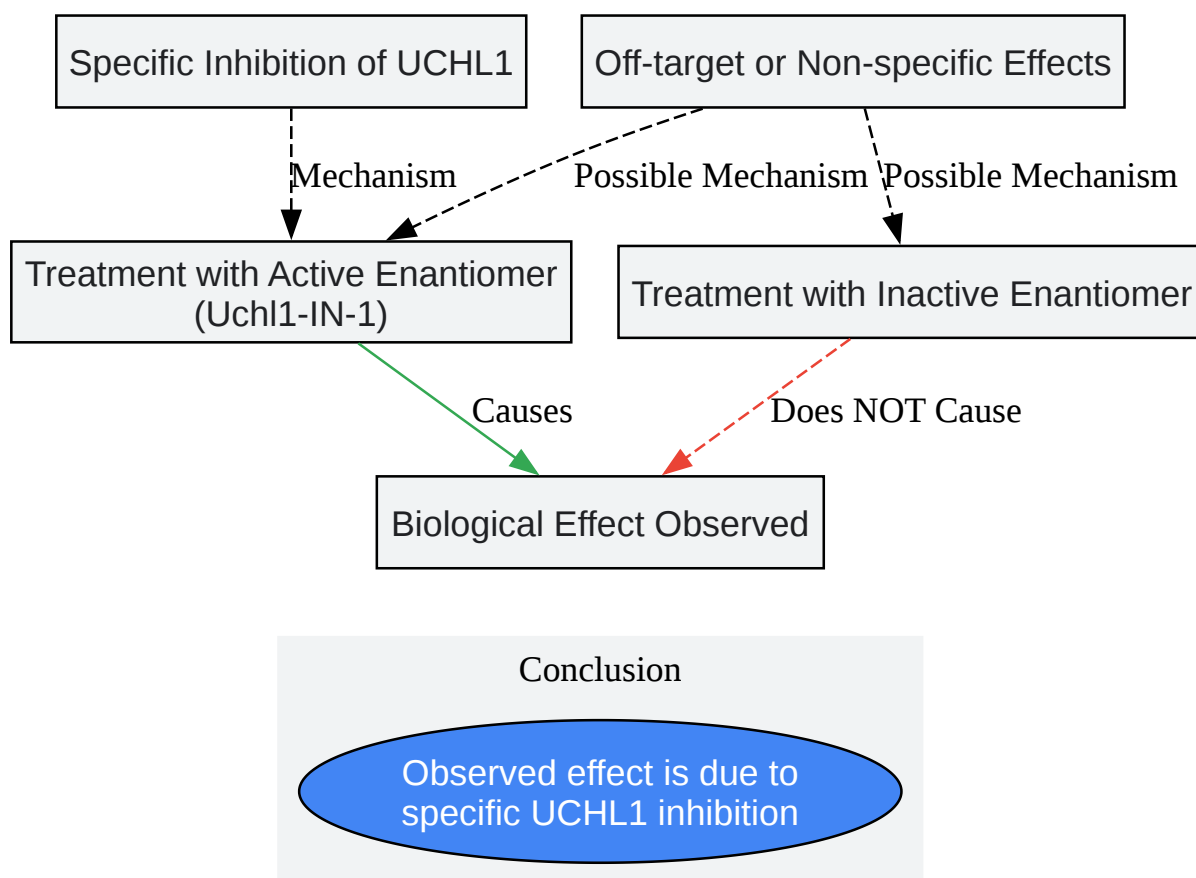 Specific Inhibition of UCHL1
Off-target or Non-specific Effects
Mechanism
Possible Mechanism
Possible Mechanism
Treatment with Active Enantiomer
(Uchl1-IN-1)
Treatment with Inactive Enantiomer
Causes
Does NOT Cause
Biological Effect Observed
Conclusion
Observed effect is due to
specific UCHL1 inhibition